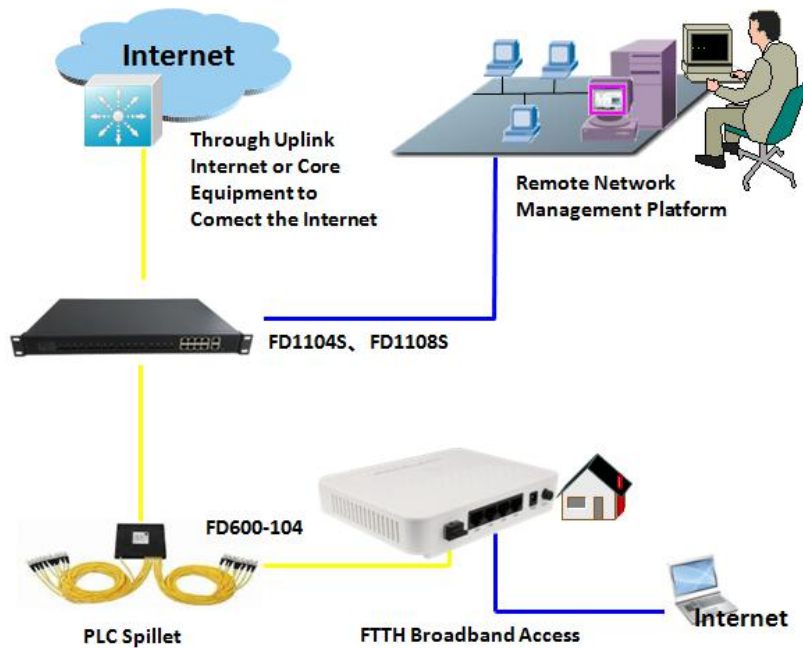 Internet
Through Uplink
Internet or Core
Equipment to
Comect the Internet
Remote Network
Management Platform
FD1104S、FD1108S
FD600-104
PLC Spillet
FTTH Broadband Access
Internet